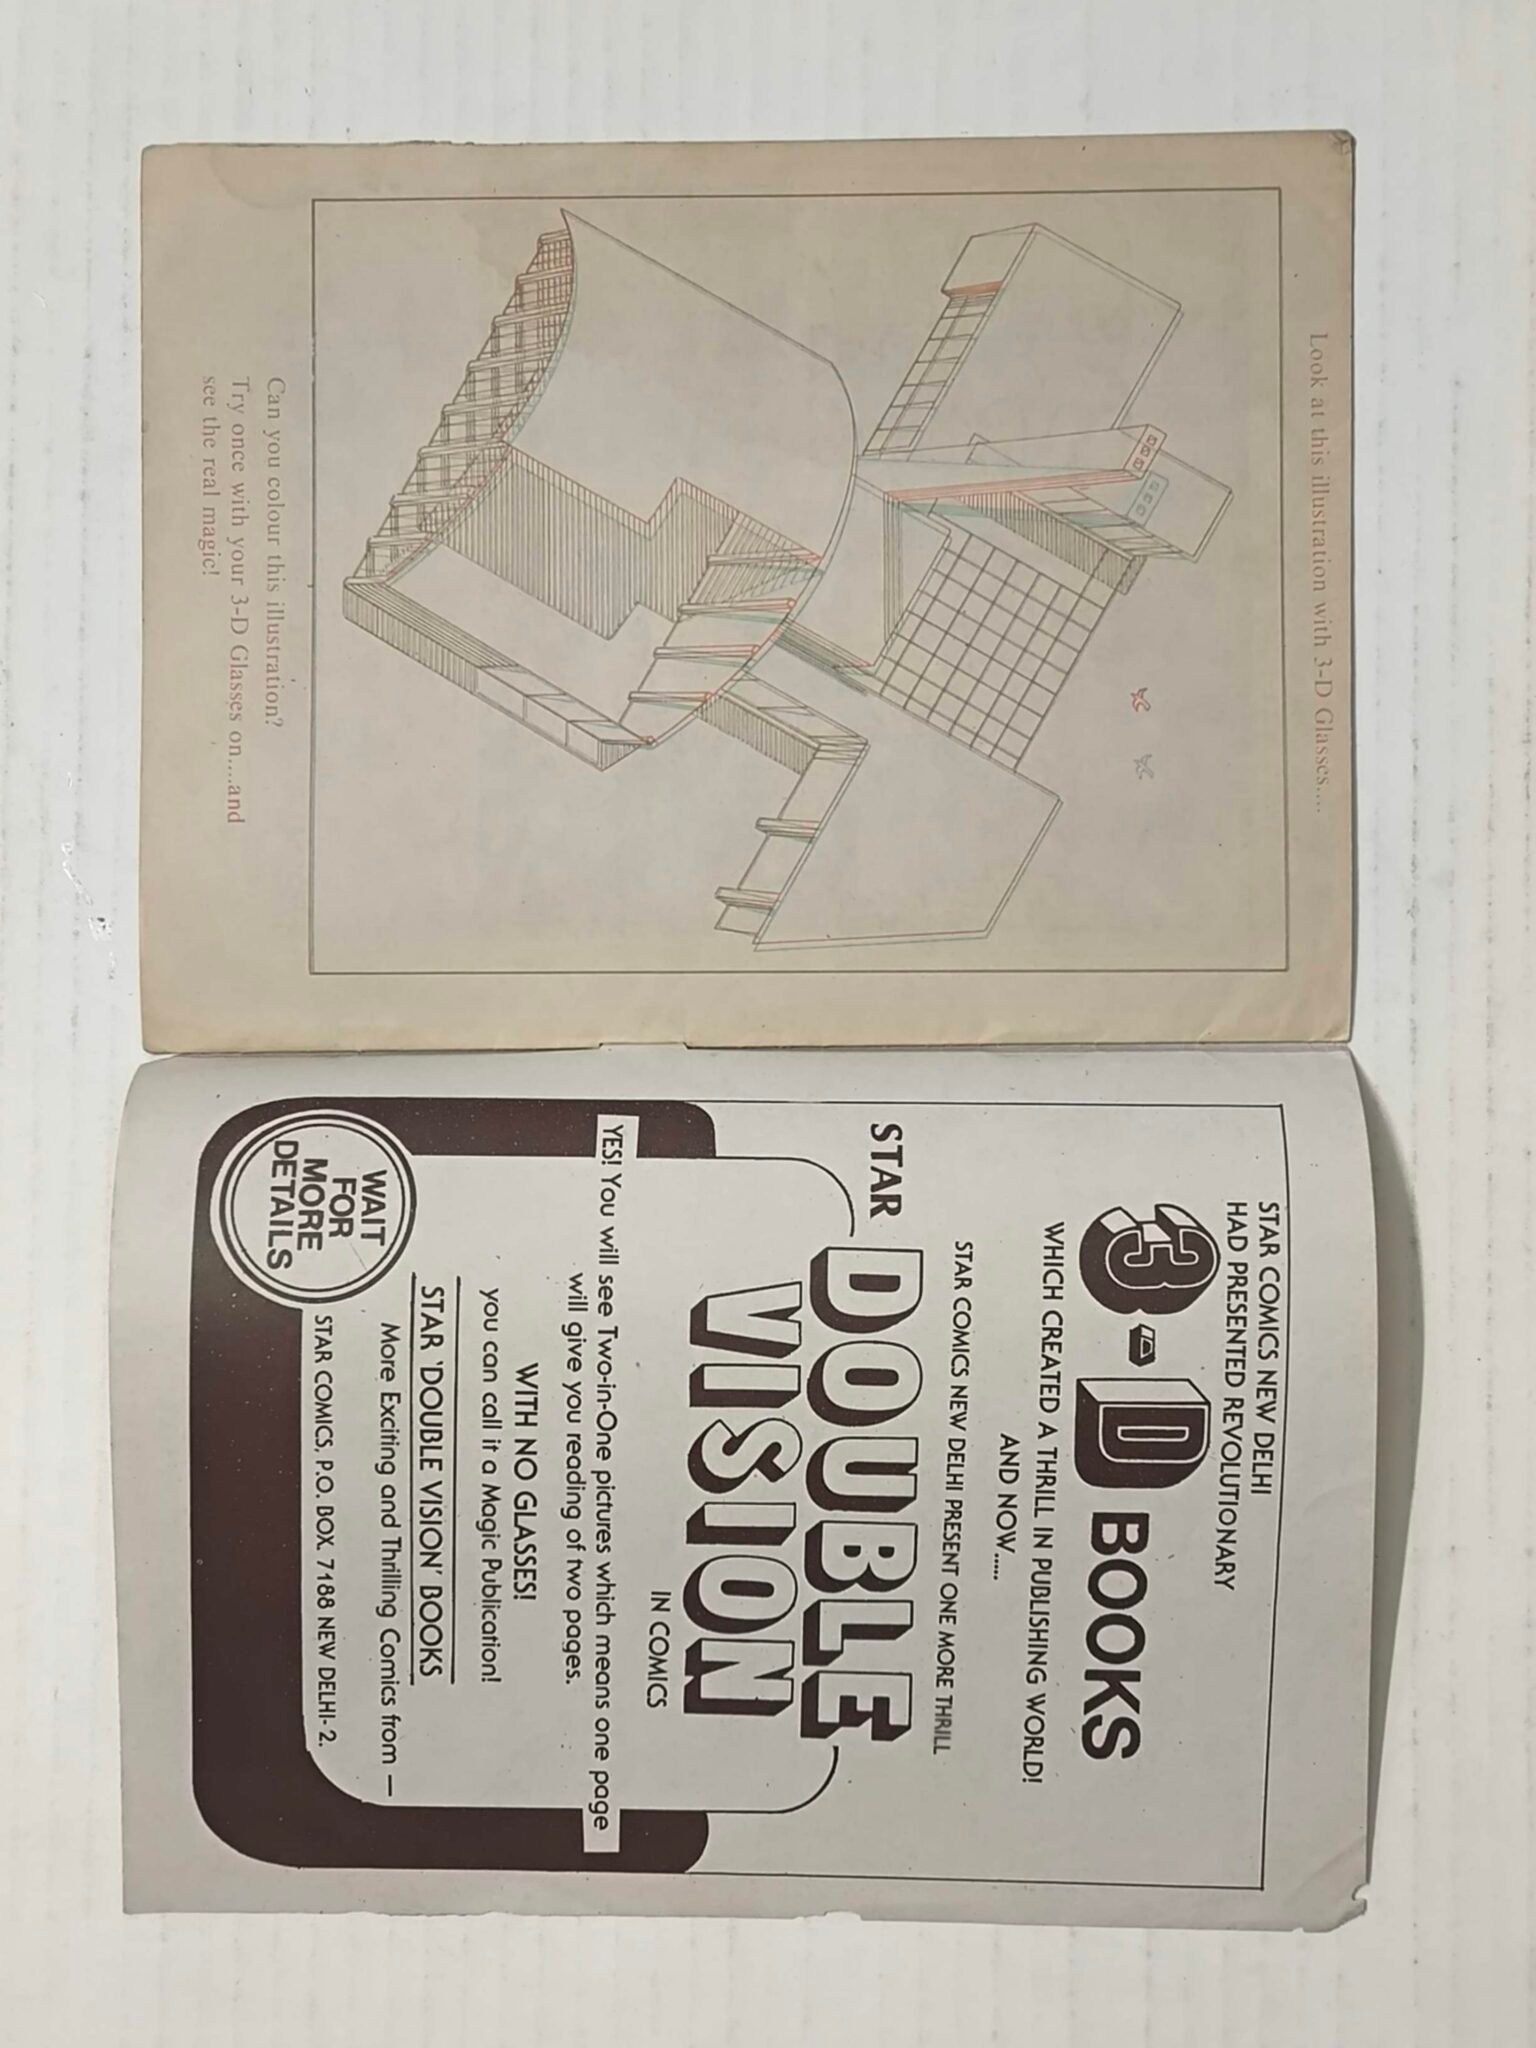 Look at this illustration with 3-D Glasses....
Can you colour this illustration?
Try once with your 3-D Glasses on....and
see the real magic!
STAR COMICS NEW DELHI
HAD PRESENTED REVOLUTIONARY
3-D BOOKS
WHICH CREATED A THRILL IN PUBLISHING WORLD!
AND NOW.....
STAR COMICS NEW DELHI PRESENT ONE MORE THRILL
STAR DOUBLE
VISION
IN COMICS
YES! You will see Two-in-One pictures which means one page
will give you reading of two pages.
WITH NO GLASSES!
you can call it a Magic Publication!
STAR 'DOUBLE VISION' BOOKS
More Exciting and Thrilling Comics from —
STAR COMICS, P.O. BOX. 7188 NEW DELHI-2.
WAIT
FOR
MORE
DETAILS